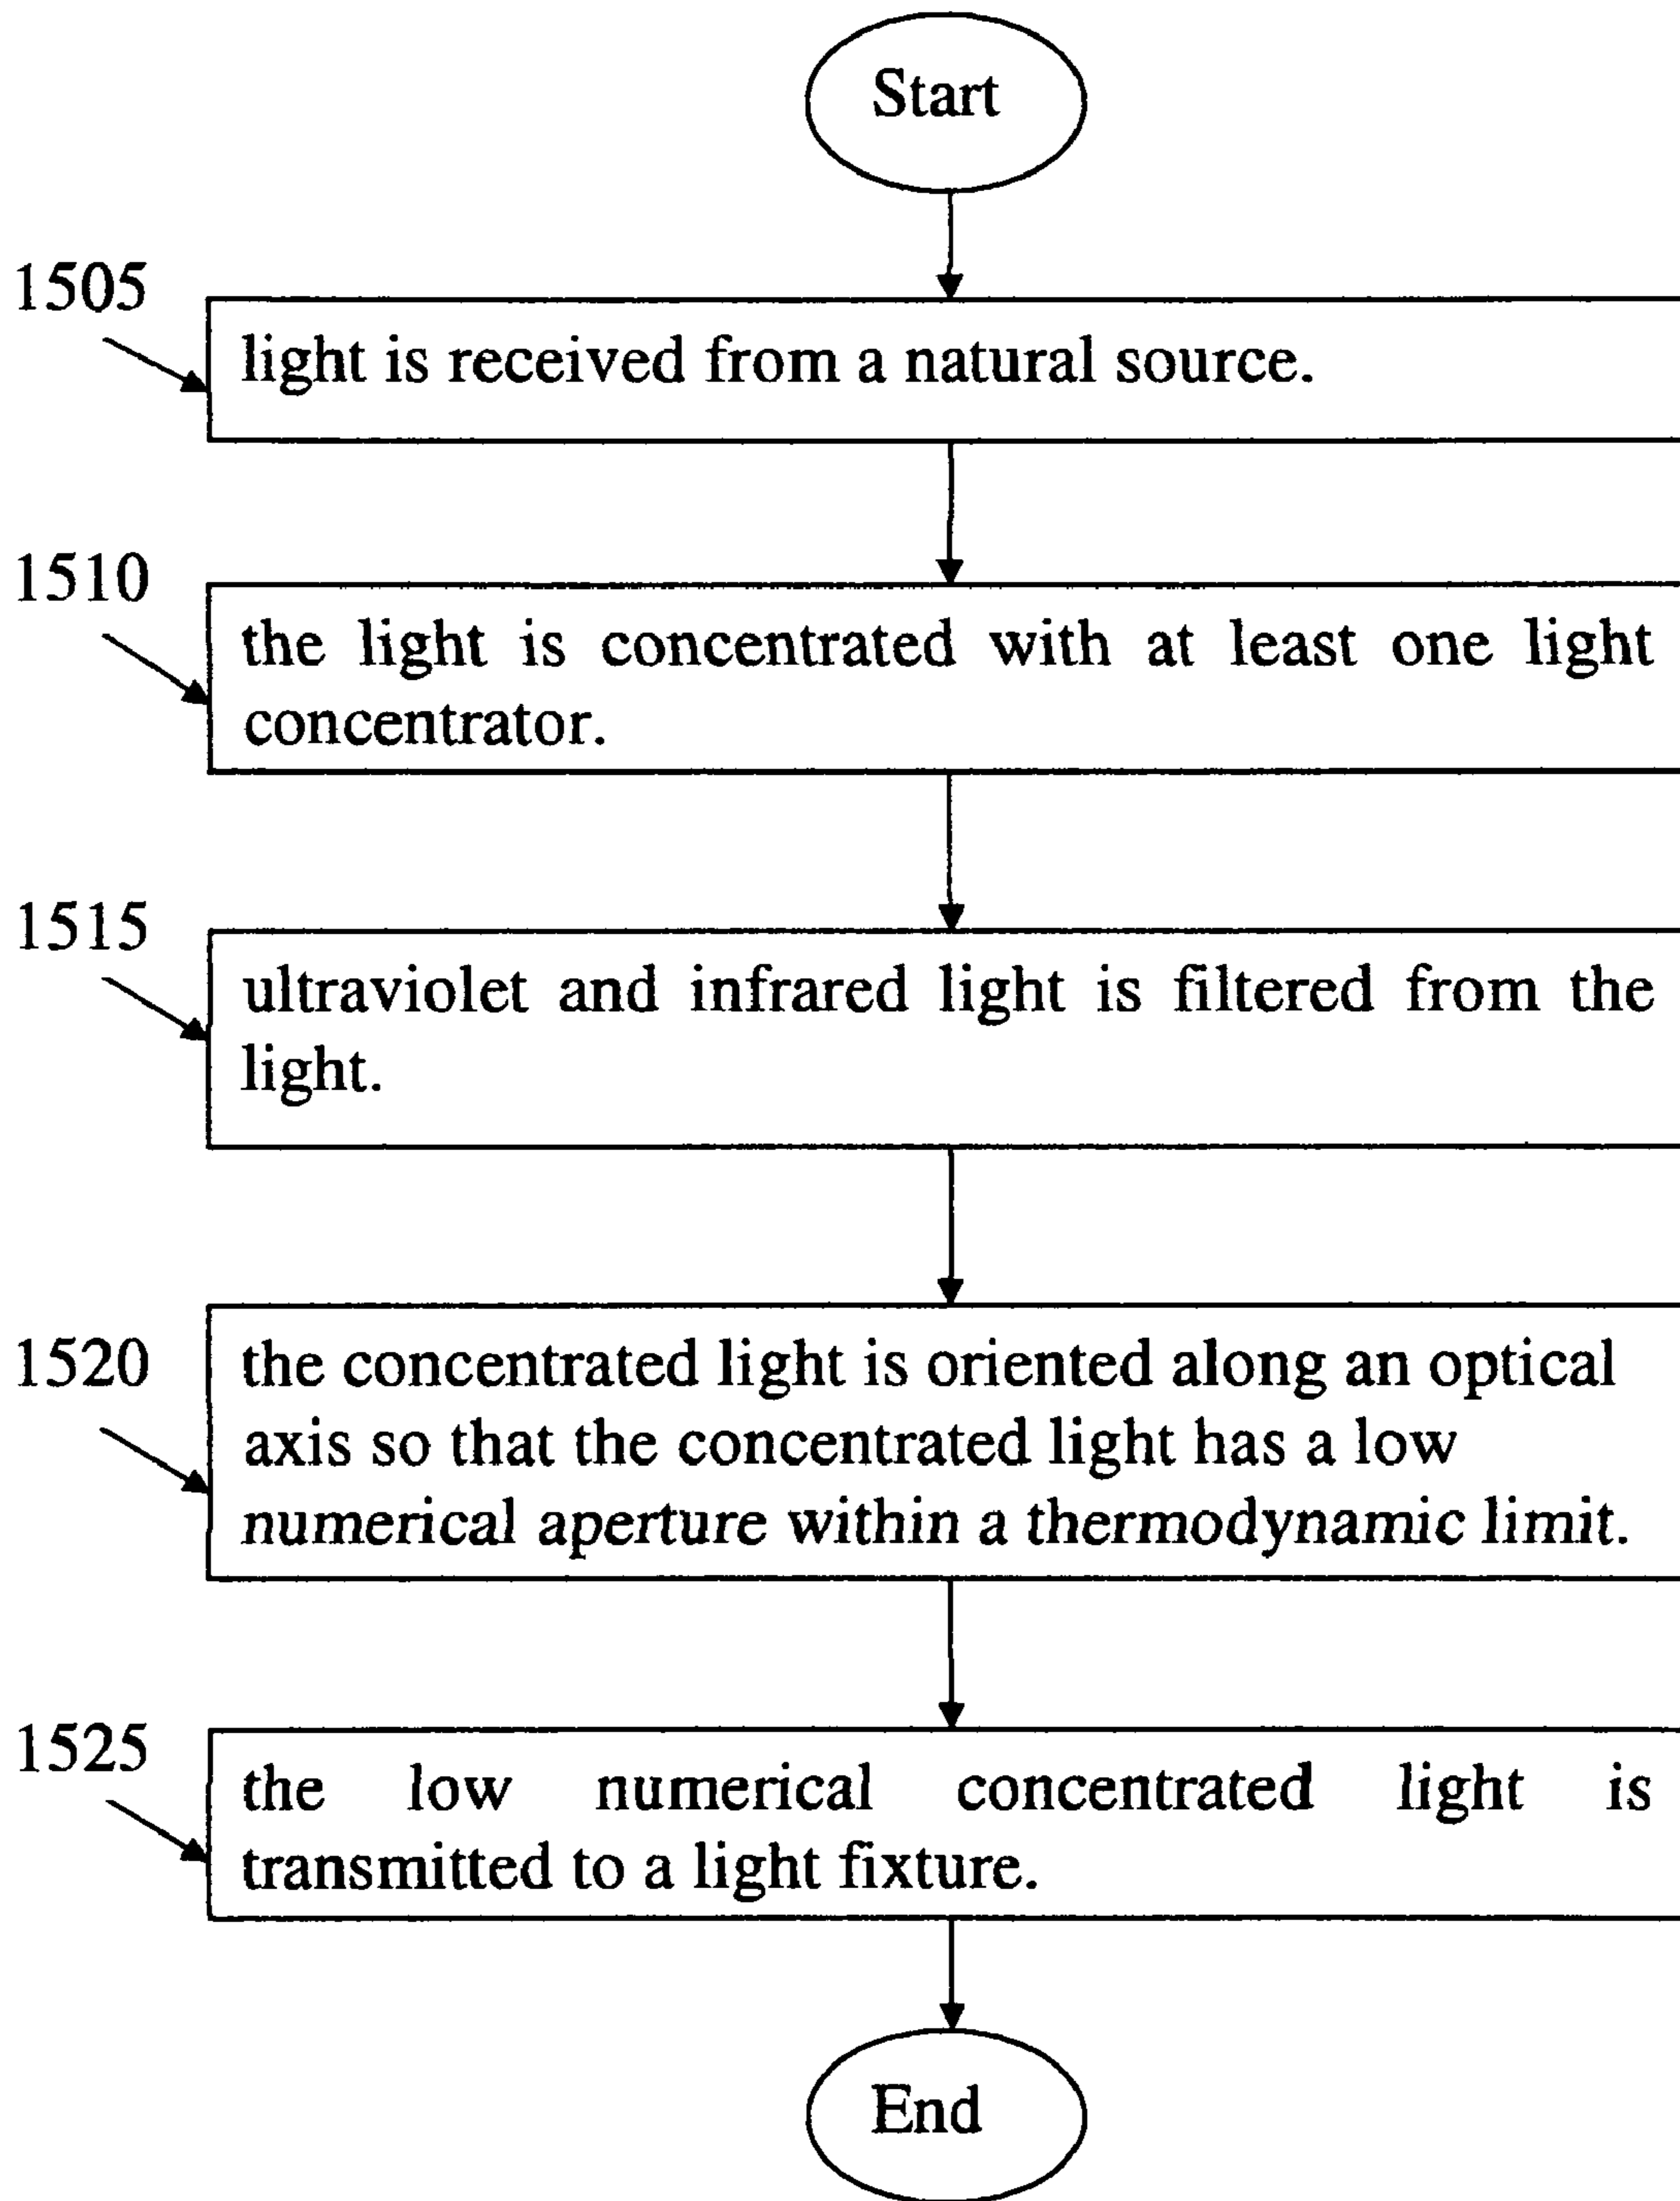 Start
1505
light is received from a natural source.
1510
the light is concentrated with at least one light
concentrator.
1515
ultraviolet and infrared light is filtered from the
light.
1520
the concentrated light is oriented along an optical
axis so that the concentrated light has a low
numerical aperture within a thermodynamic limit.
1525
the low numerical concentrated light is
transmitted to a light fixture.
End